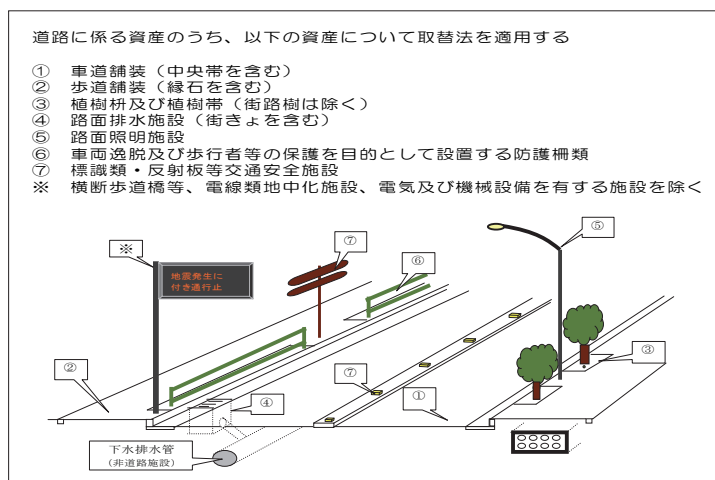 道路に係る資産のうち、以下の資産について取替法を適用する
① 車道舗装（中央帯を含む）
② 歩道舗装（縁石を含む）
③ 植樹枡及び植樹帯（街路樹は除く）
④ 路面排水施設（街きょを含む）
⑤ 路面照明施設
⑥ 車両逸脱及び歩行者等の保護を目的として設置する防護柵類
⑦ 標識類・反射板等交通安全施設
※ 横断歩道橋等、電線類地中化施設、電気及び機械設備を有する施設を除く
⑤
⑦
※
⑥
地震発生に
付き通行止
③
②
⑦
①
④
下水排水管
(非道路施設)